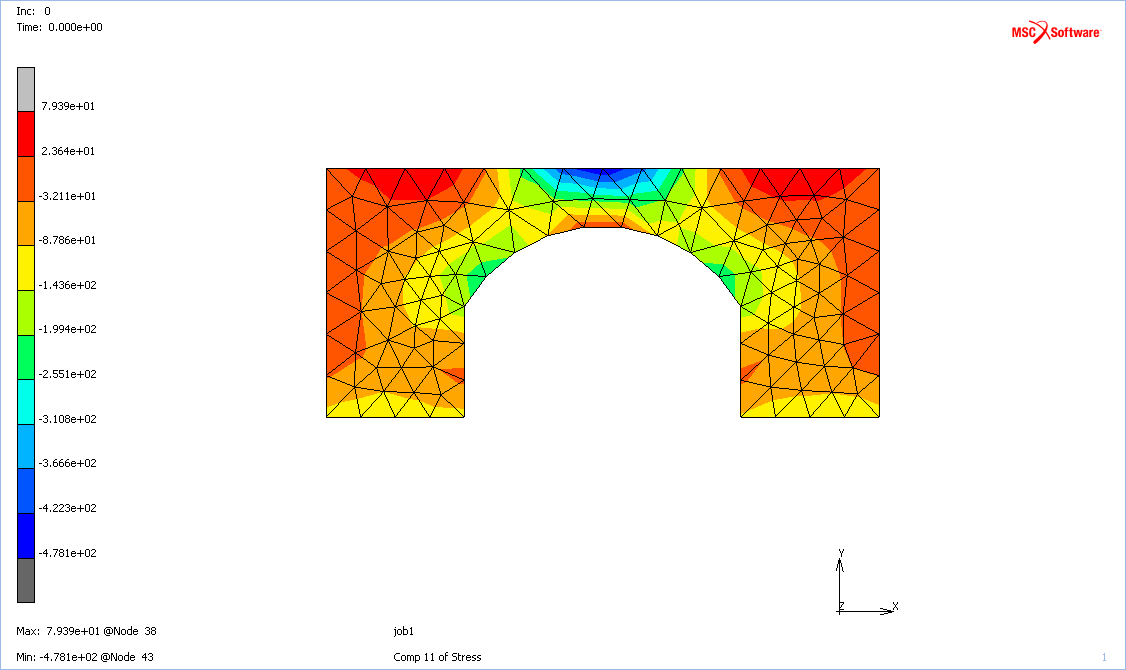 Inc: 0
Time: 0.000e+00
MSC Software
7.939e+01
2.364e+01
-3.211e+01
-8.786e+01
-1.436e+02
-1.994e+02
-2.551e+02
-3.108e+02
-3.666e+02
-4.223e+02
-4.781e+02
Y
Z X
Max: 7.939e+01 @Node 38
job1
Min: -4.781e+02 @Node 43
Comp 11 of Stress
1